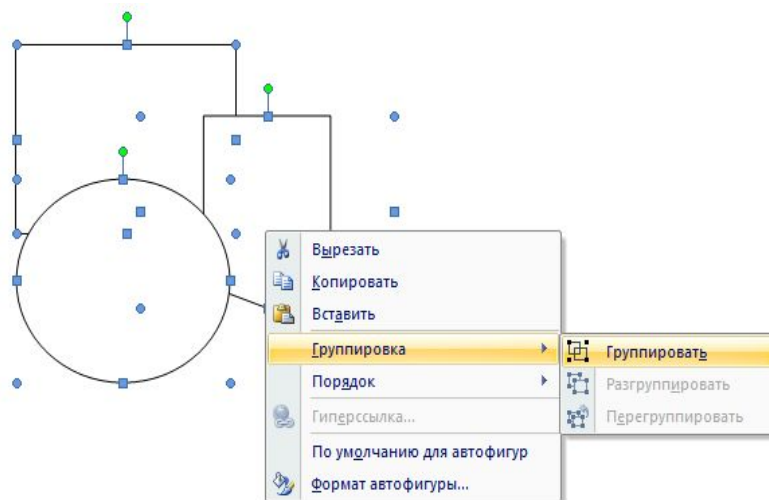 Вырезать
Копировать
Вставить
Группировка
Группировать
Порядок
Разгруппировать
Гиперссылка...
Перегруппировать
По умолчанию для автофигур
Формат автофигуры...